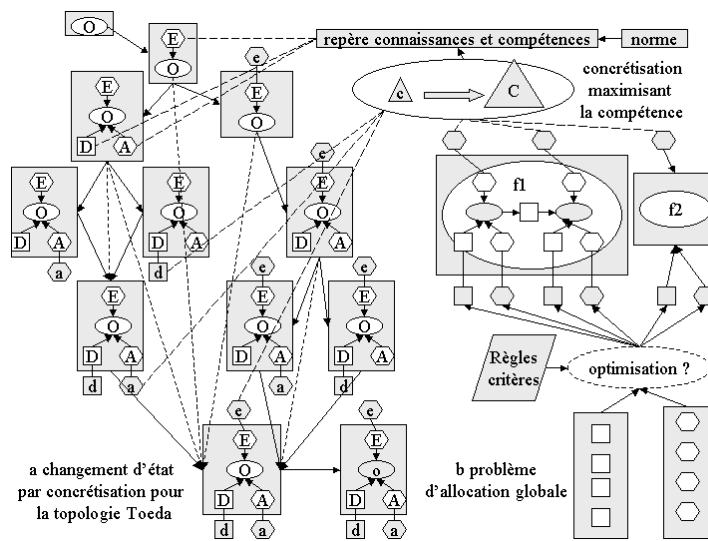 O
E
O
repère connaissances et compétences
norme
e
E
O
concrétisation
maximisant
la compétence
c
C
E
O
D
A
E
O
D
A
a
E
O
D
A
d
e
E
O
D
A
f1
f2
E
O
D
A
d
a
e
E
O
D
A
e
E
O
D
A
d
Règles
critères
optimisation ?
a changement d'état
par concrétisation pour
la topologie Toeda
e
E
O
D
A
d
a
e
E
o
D
A
d
a
b problème
d'allocation globale